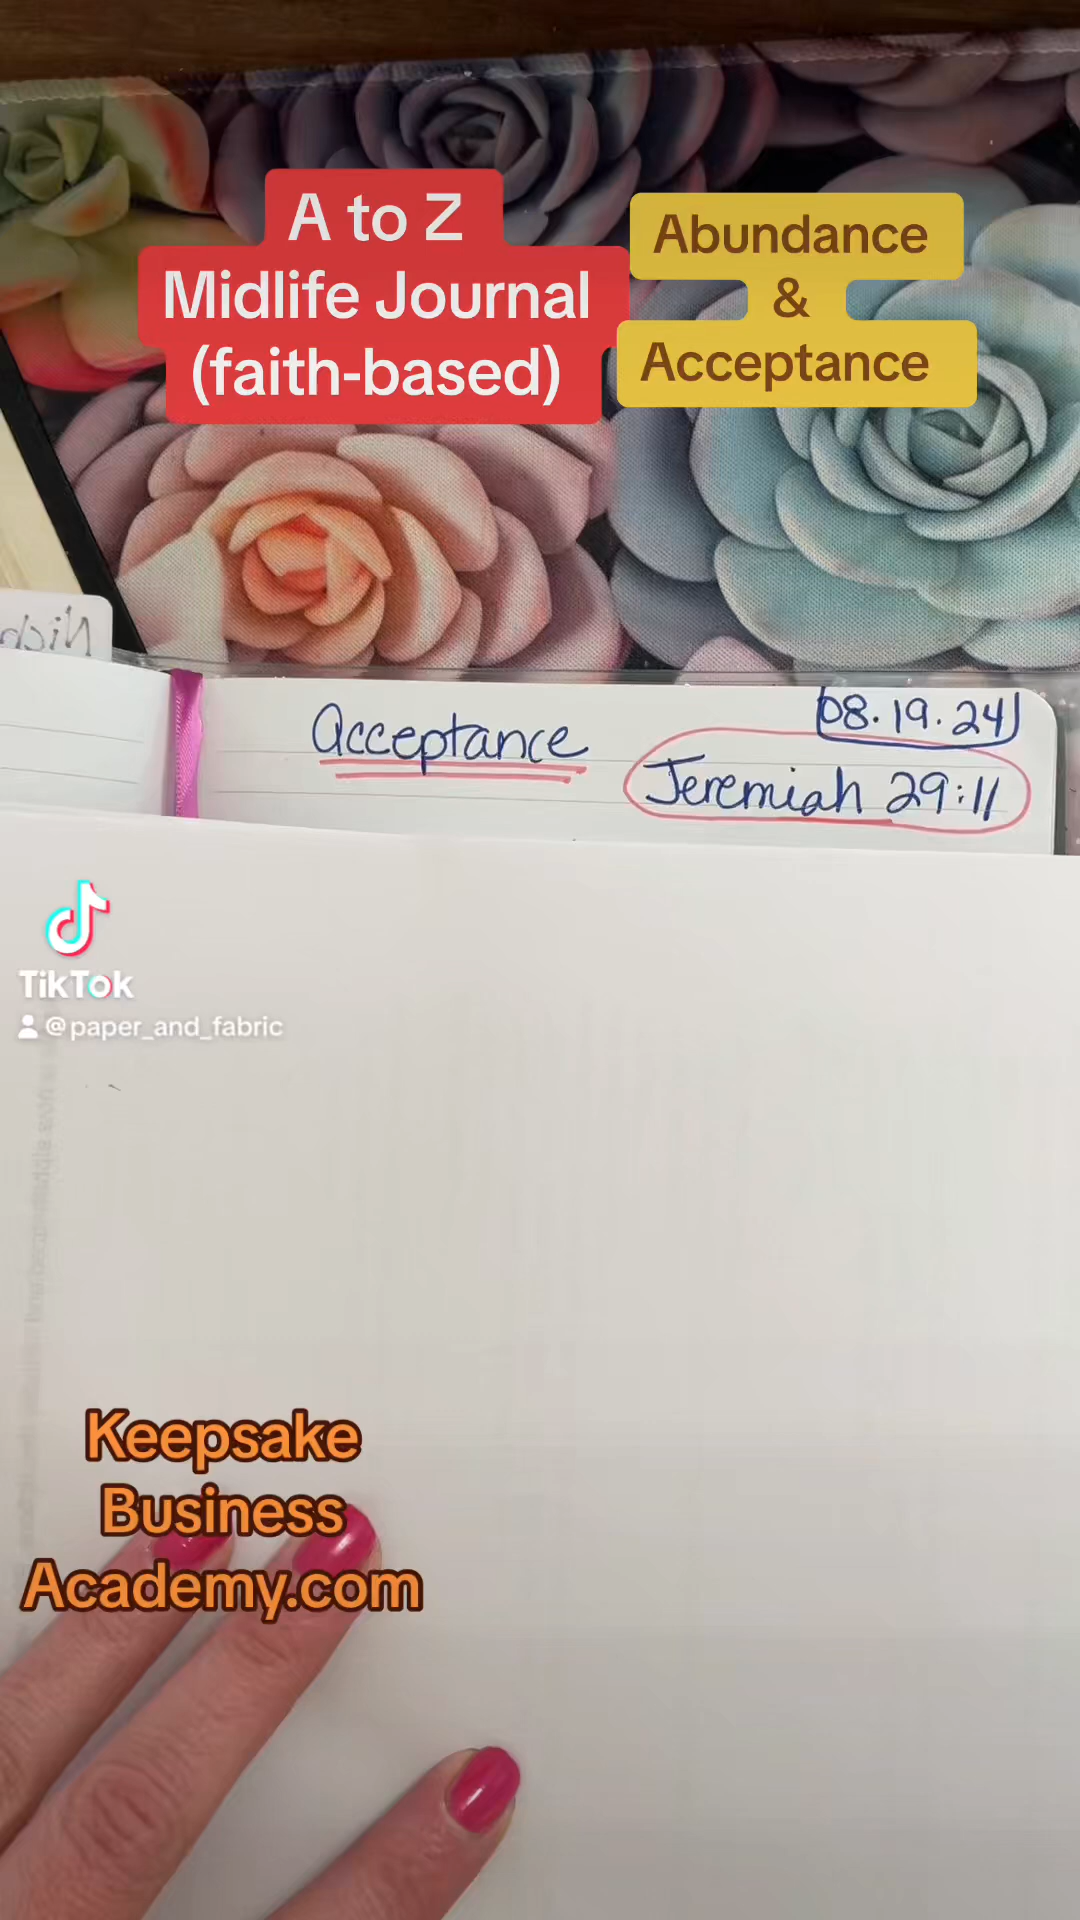 A to Z
Midlife Journal
(faith-based)
Abundance
&
Acceptance
08.19.24
Acceptance
Jeremiah 29:11
TikTok
@paper_and_fabric
Keepsake
Business
Academy.com